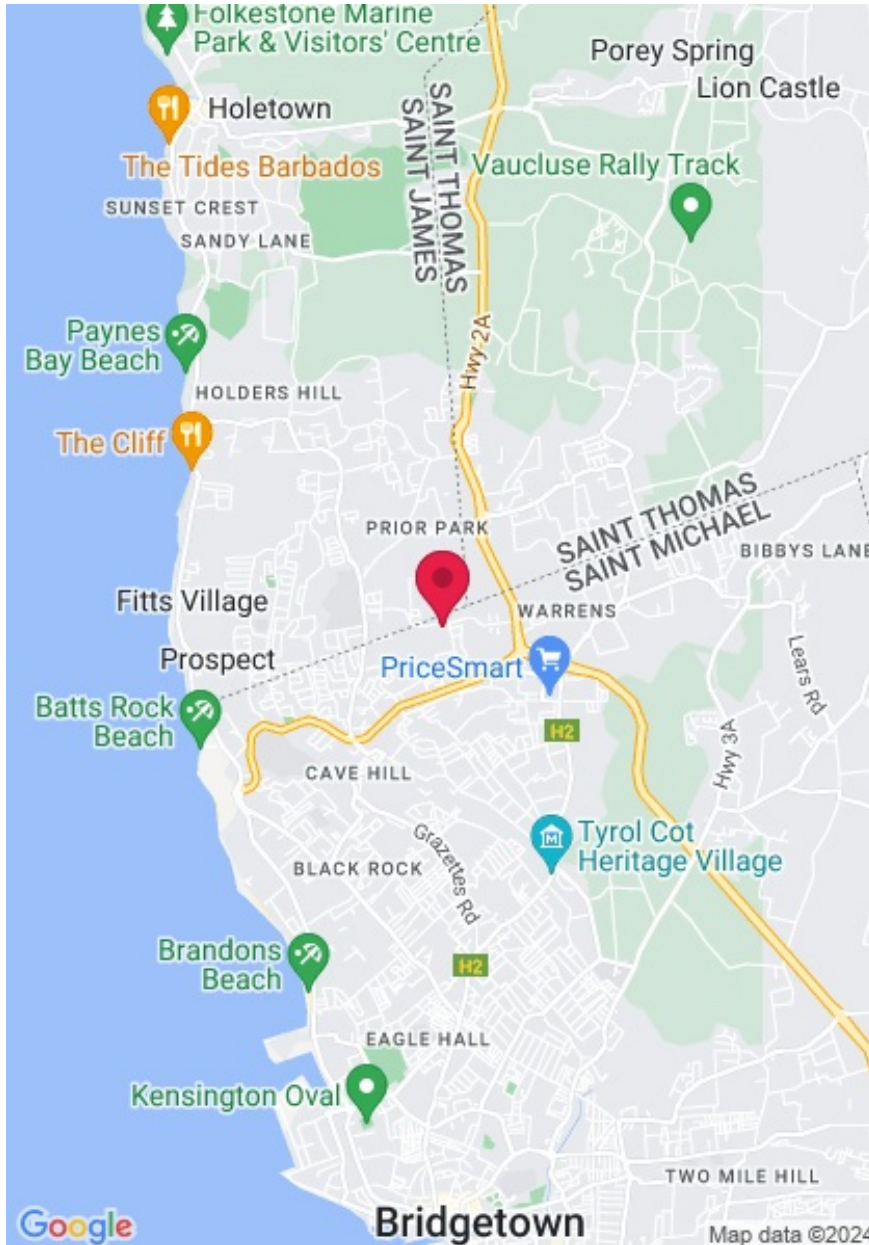 Folkestone Marine
Park & Visitors' Centre
Porey Spring
Lion Castle
Holetown
SAINT THOMAS
SAINT JAMES
The Tides Barbados
Vaucluse Rally Track
SUNSET CREST
SANDY LANE
Paynes
Bay Beach
Hwy 2A
HOLDERS HILL
The Cliff
PRIOR PARK
SAINT THOMAS
SAINT MICHAEL
BIBBYS LANE
Fitts Village
WARRENS
Prospect
PriceSmart
Lears Rd
Batts Rock
Beach
H2
Hwy 3A
CAVE HILL
Grazettes Rd
Tyrol Cot
Heritage Village
BLACK ROCK
Brandons
Beach
H2
EAGLE HALL
Kensington Oval
TWO MILE HILL
Bridgetown
Google
Map data ©2024